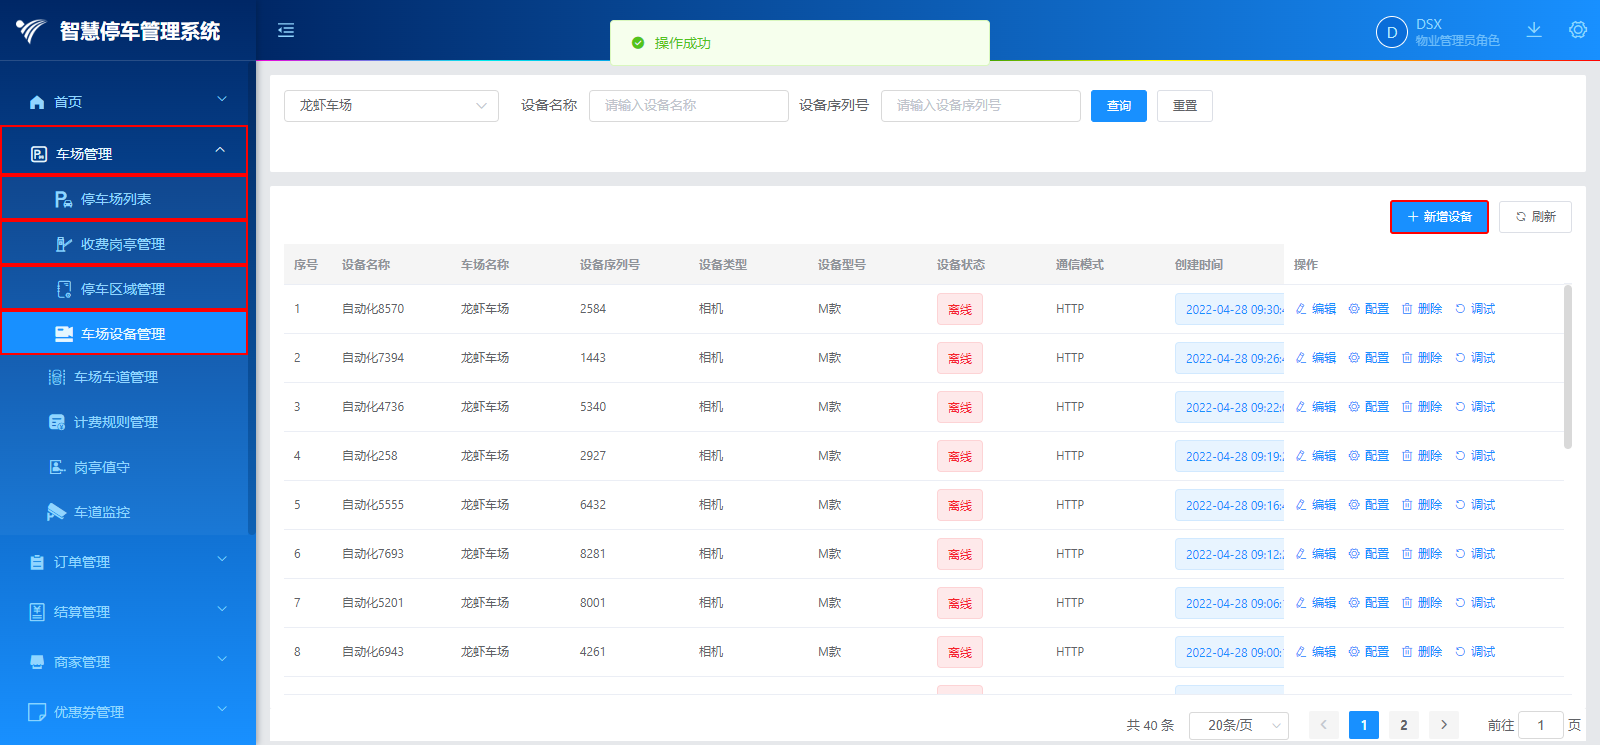 智慧停车管理系统
操作成功
D
DSX
物业管理员角色
首页
车场管理
停车场列表
收费岗亭管理
停车区域管理
车场设备管理
车场车道管理
计费规则管理
岗亭值守
车道监控
订单管理
结算管理
商家管理
优惠券管理
龙虾车场 设备名称 请输入设备名称 设备序列号 请输入设备序列号 查询 重置
新增设备 刷新
序号 设备名称 车场名称 设备序列号 设备类型 设备型号 设备状态 通信模式 创建时间 操作
1 自动化8570 龙虾车场 2584 相机 M款 离线 HTTP 2022-04-28 09:30: 编辑 配置 删除 调试
2 自动化7394 龙虾车场 1443 相机 M款 离线 HTTP 2022-04-28 09:26: 编辑 配置 删除 调试
3 自动化4736 龙虾车场 5340 相机 M款 离线 HTTP 2022-04-28 09:22: 编辑 配置 删除 调试
4 自动化258 龙虾车场 2927 相机 M款 离线 HTTP 2022-04-28 09:19: 编辑 配置 删除 调试
5 自动化5555 龙虾车场 6432 相机 M款 离线 HTTP 2022-04-28 09:16: 编辑 配置 删除 调试
6 自动化7693 龙虾车场 8281 相机 M款 离线 HTTP 2022-04-28 09:12: 编辑 配置 删除 调试
7 自动化5201 龙虾车场 8001 相机 M款 离线 HTTP 2022-04-28 09:06: 编辑 配置 删除 调试
8 自动化6943 龙虾车场 4261 相机 M款 离线 HTTP 2022-04-28 09:00: 编辑 配置 删除 调试
共 40 条 20条/页 1 2 前往 1 页